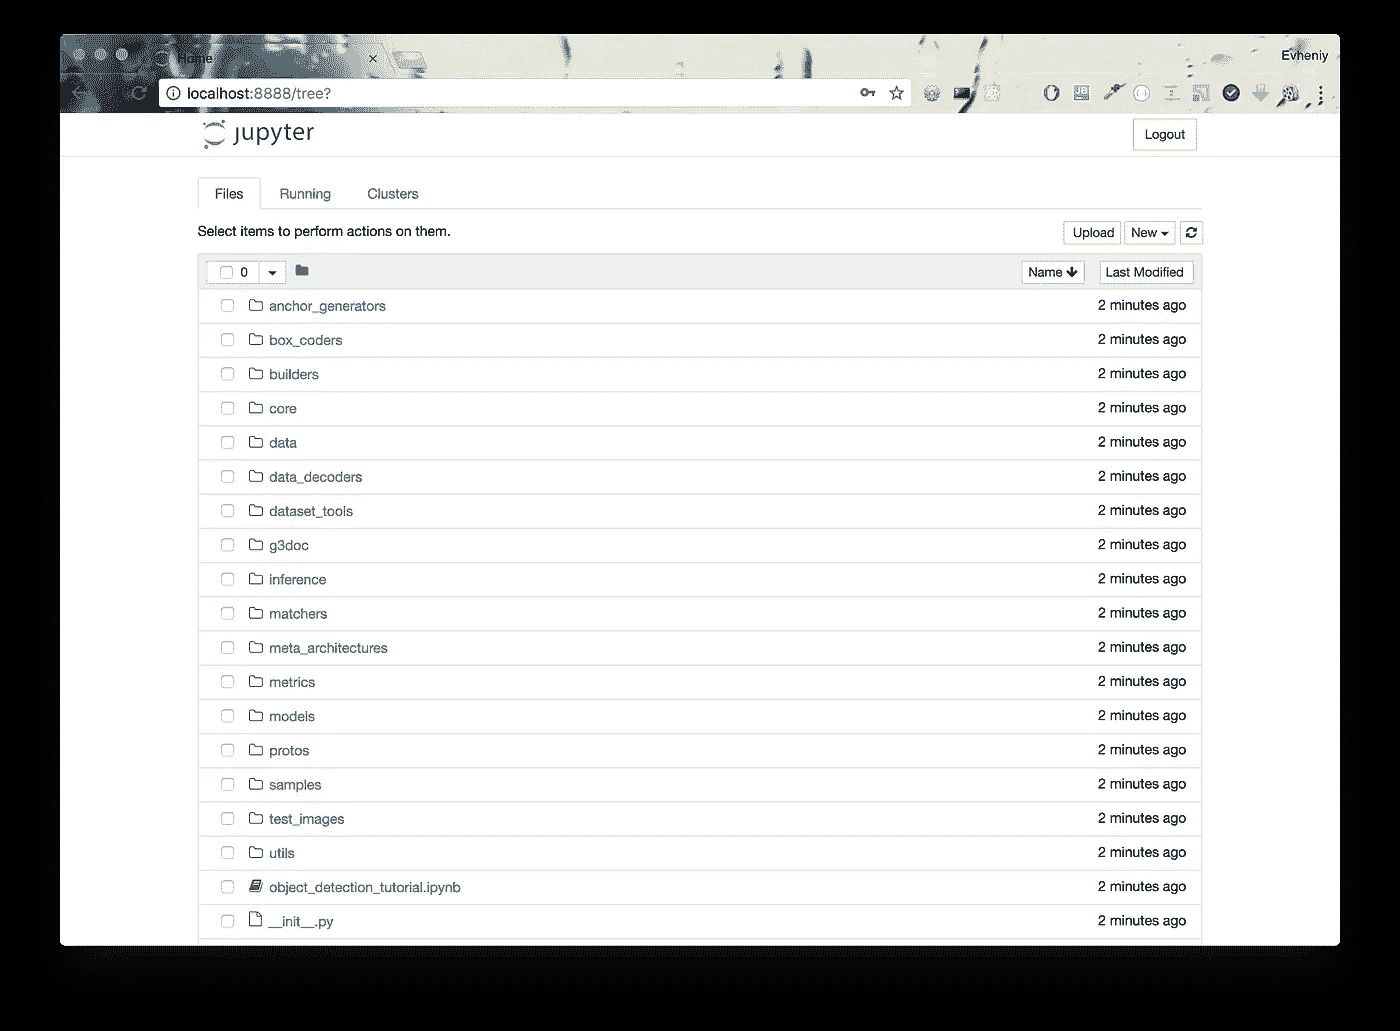 Home
Evheniy
localhost:8888/tree?
jupyter
Logout
Files Running Clusters
Select items to perform actions on them.
Upload New
0 Name Last Modified
anchor_generators 2 minutes ago
box_coders 2 minutes ago
builders 2 minutes ago
core 2 minutes ago
data 2 minutes ago
data_decoders 2 minutes ago
dataset_tools 2 minutes ago
g3doc 2 minutes ago
inference 2 minutes ago
matchers 2 minutes ago
meta_architectures 2 minutes ago
metrics 2 minutes ago
models 2 minutes ago
protos 2 minutes ago
samples 2 minutes ago
test_images 2 minutes ago
utils 2 minutes ago
object_detection_tutorial.ipynb 2 minutes ago
__init__.py 2 minutes ago